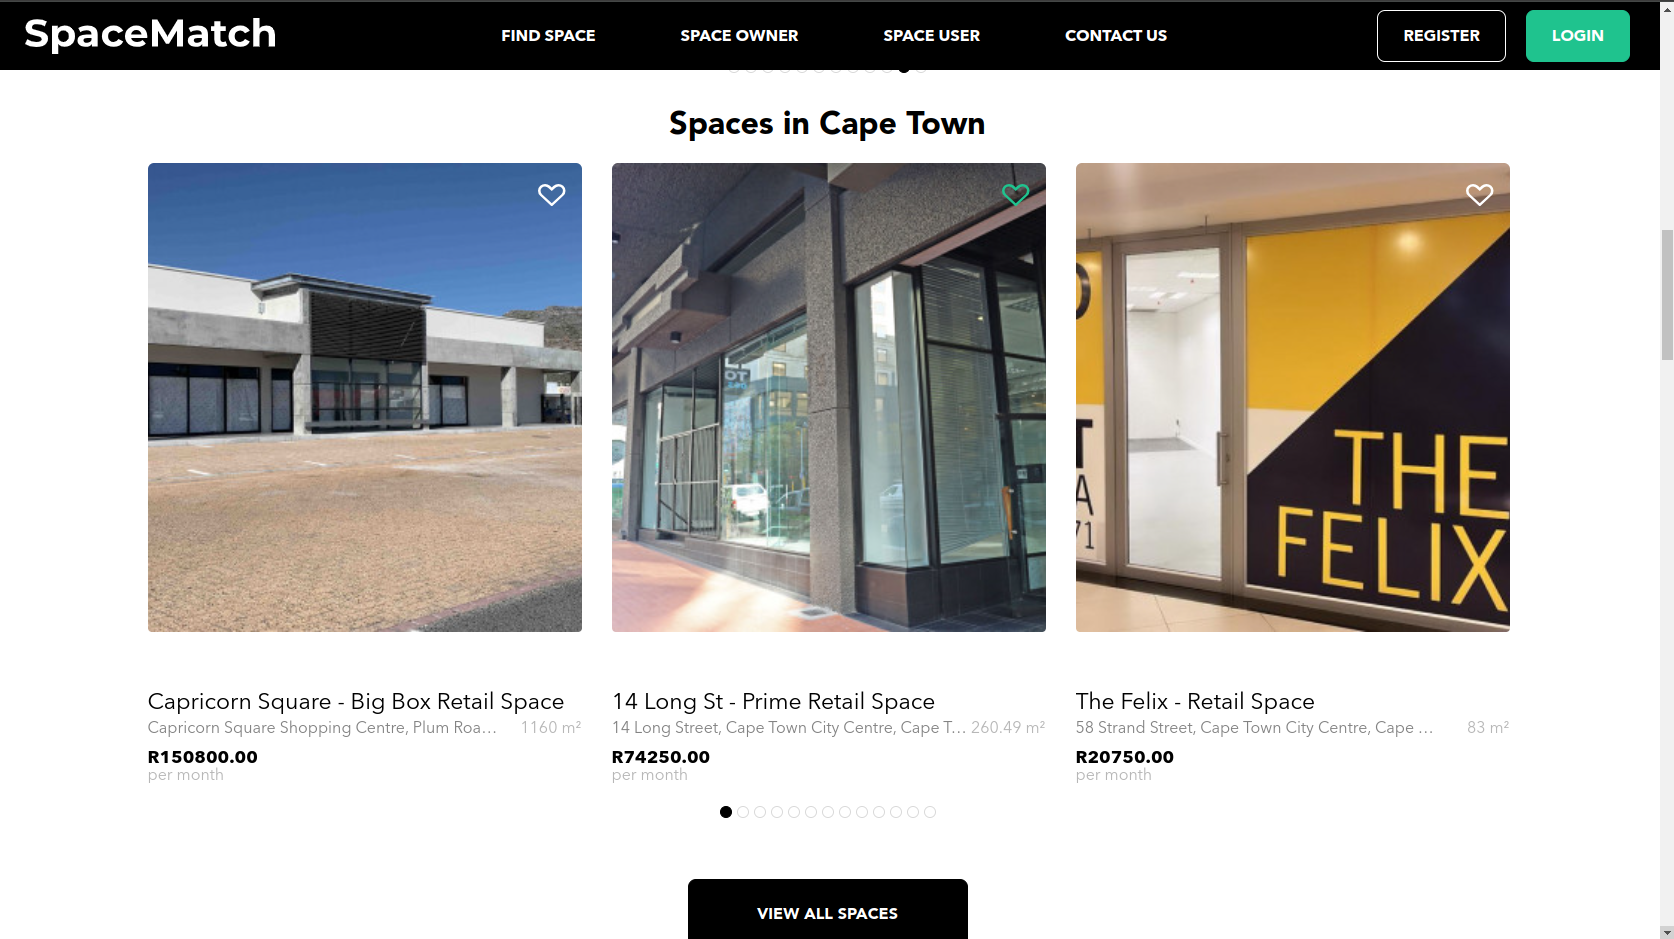 SpaceMatch
FIND SPACE
SPACE OWNER
SPACE USER
CONTACT US
REGISTER
LOGIN
Spaces in Cape Town
THE
FELIX
T
A
71
Capricorn Square - Big Box Retail Space
Capricorn Square Shopping Centre, Plum Roa...
1160 m²
R150800.00
per month
14 Long St - Prime Retail Space
14 Long Street, Cape Town City Centre, Cape T...
260.49 m²
R74250.00
per month
The Felix - Retail Space
58 Strand Street, Cape Town City Centre, Cape ...
83 m²
R20750.00
per month
VIEW ALL SPACES